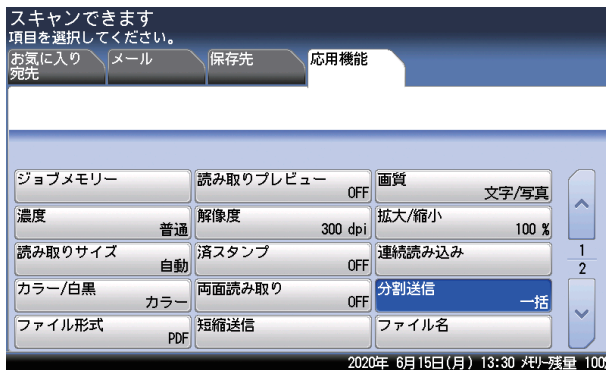 スキャンできます
項目を選択してください。
お気に入り
宛先
メール
保存先
応用機能
ジョブメモリー
読み取りプレビュー
OFF
画質
文字/写真
濃度
普通
解像度
300 dpi
拡大/縮小
100 %
読み取りサイズ
自動
済スタンプ
OFF
連続読み込み
1
2
カラー/白黒
カラー
両面読み取り
OFF
分割送信
一括
ファイル形式
PDF
短縮送信
ファイル名
2020年 6月15日(月) 13:30 メモリー残量 100